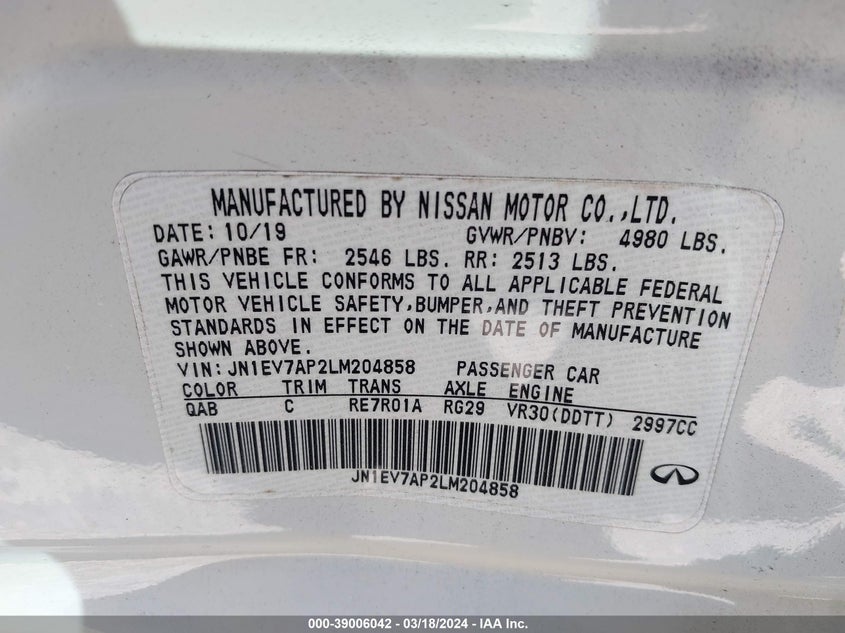 MANUFACTURED BY NISSAN MOTOR CO.,LTD.
DATE: 10/19 GVWR/PNBV: 4980 LBS.
GAWR/PNBE FR: 2546 LBS. RR: 2513 LBS.
THIS VEHICLE CONFORMS TO ALL APPLICABLE FEDERAL
MOTOR VEHICLE SAFETY,BUMPER,AND THEFT PREVENTION
STANDARDS IN EFFECT ON THE DATE OF MANUFACTURE
SHOWN ABOVE.
VIN:JN1EV7AP2LM204858 PASSENGER CAR
COLOR TRIM TRANS AXLE ENGINE
QAB C RE7R01A RG29 VR30(DDTT) 2997CC
JN1EV7AP2LM204858
000-39006042 — 03/18/2024 — IAA Inc.